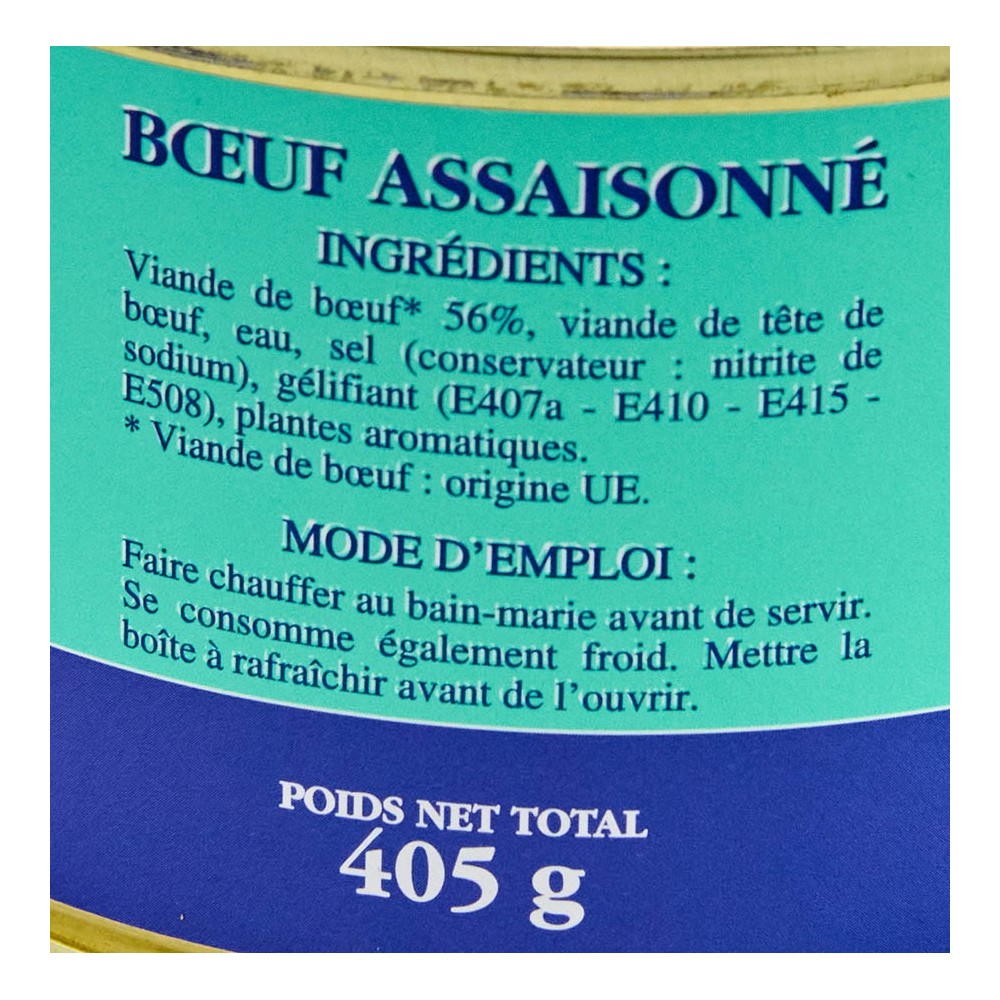 BŒUF ASSAISONNÉ
INGRÉDIENTS :
Viande de bœuf* 56%, viande de tête de
bœuf, eau, sel (conservateur : nitrite de
sodium), gélifiant (E407a - E410 - E415 -
E508), plantes aromatiques.
* Viande de bœuf : origine UE.
MODE D’EMPLOI :
Faire chauffer au bain-marie avant de servir.
Se consomme également froid. Mettre la
boîte à rafraîchir avant de l’ouvrir.
POIDS NET TOTAL
405 g